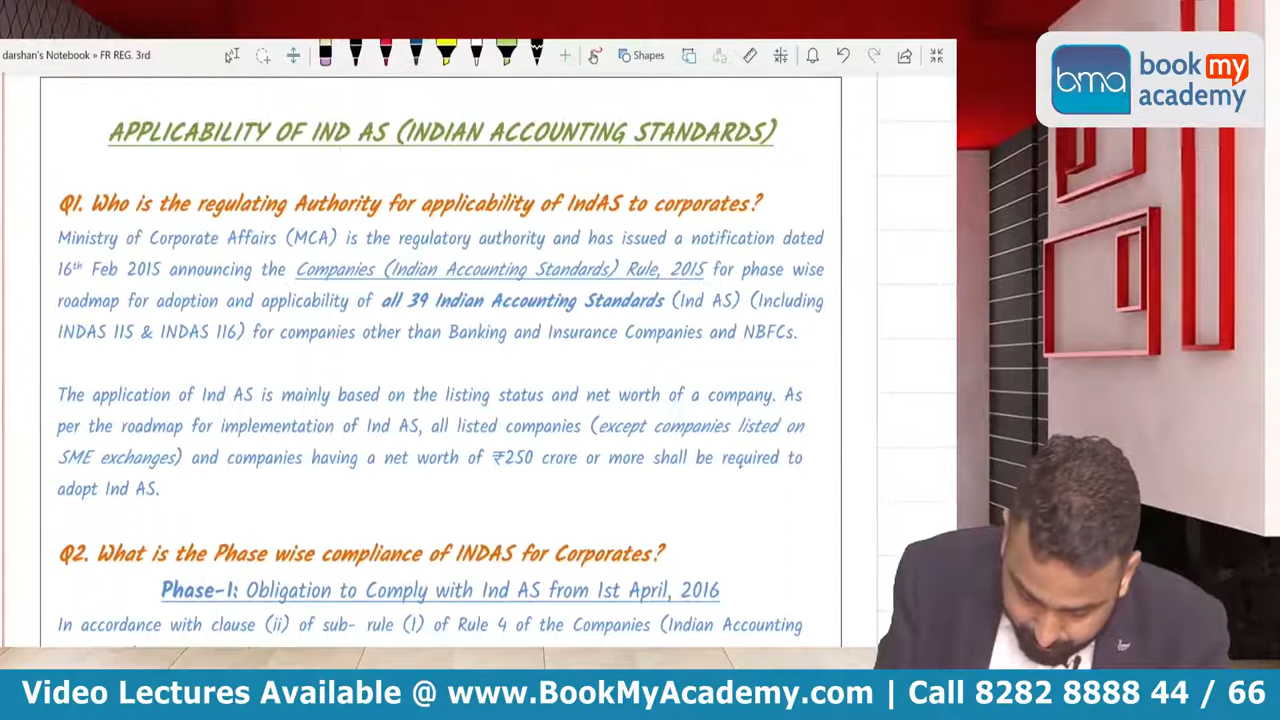 darshan's Notebook » FR REG. 3rd
Shapes
bma
book my
academy
APPLICABILITY OF IND AS (INDIAN ACCOUNTING STANDARDS)
Q1. Who is the regulating Authority for applicability of IndAS to corporates?
Ministry of Corporate Affairs (MCA) is the regulatory authority and has issued a notification dated
16th Feb 2015 announcing the Companies (Indian Accounting Standards) Rule, 2015 for phase wise
roadmap for adoption and applicability of all 39 Indian Accounting Standards (Ind AS) (Including
INDAS 115 & INDAS 116) for companies other than Banking and Insurance Companies and NBFCs.
The application of Ind AS is mainly based on the listing status and net worth of a company. As
per the roadmap for implementation of Ind AS, all listed companies (except companies listed on
SME exchanges) and companies having a net worth of ₹250 crore or more shall be required to
adopt Ind AS.
Q2. What is the Phase wise compliance of INDAS for Corporates?
Phase-I: Obligation to Comply with Ind AS from 1st April, 2016
In accordance with clause (ii) of sub- rule (1) of Rule 4 of the Companies (Indian Accounting
Video Lectures Available @ www.BookMyAcademy.com | Call 8282 8888 44 / 66